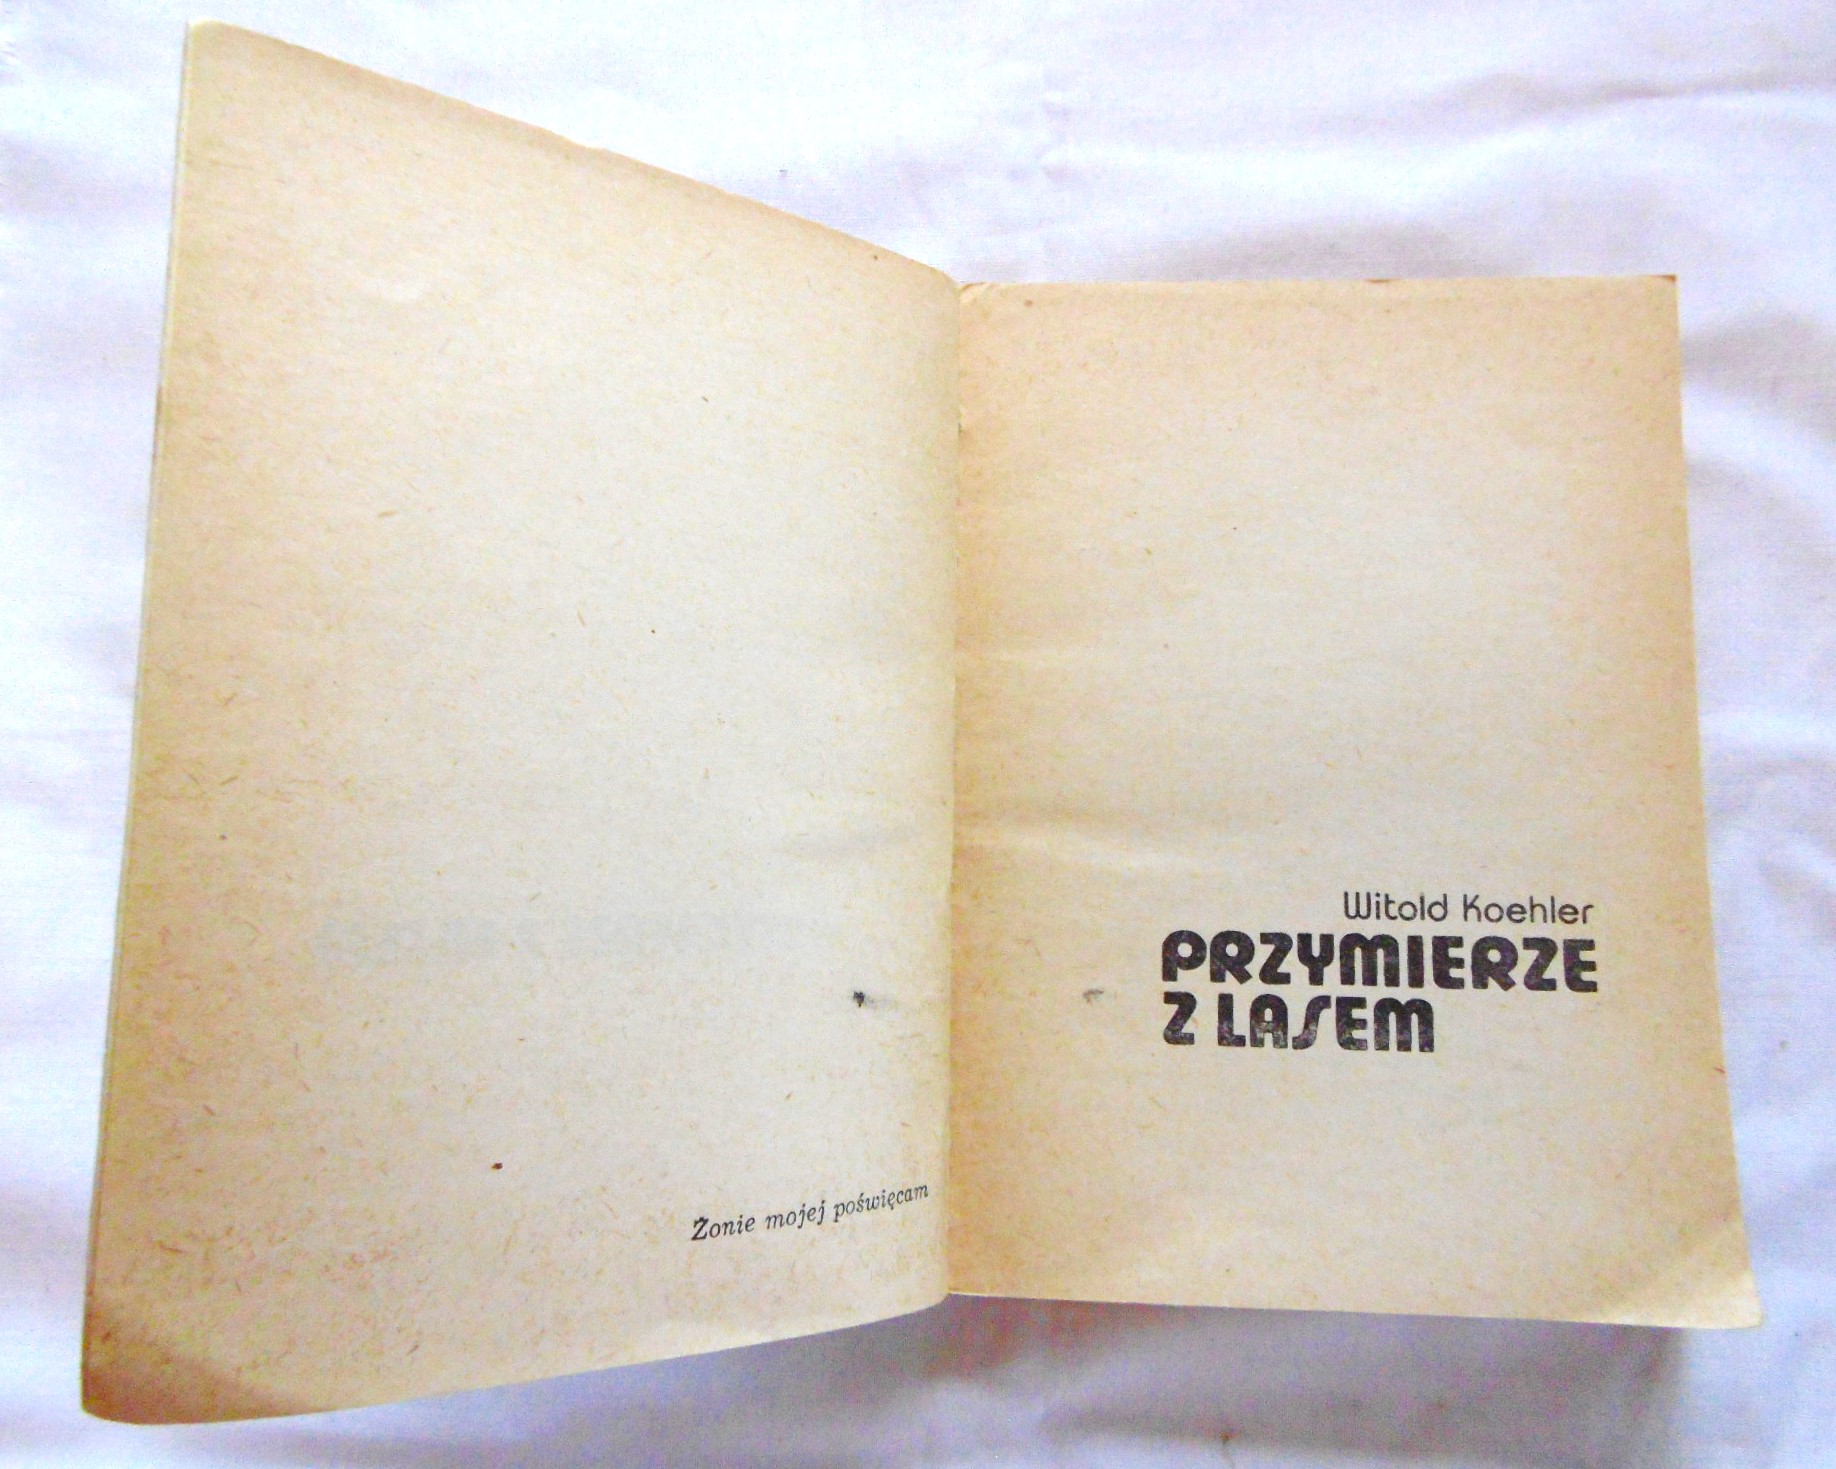 Żonie mojej poświęcam
Witold Koehler
PRZYMIERZE
Z LASEM